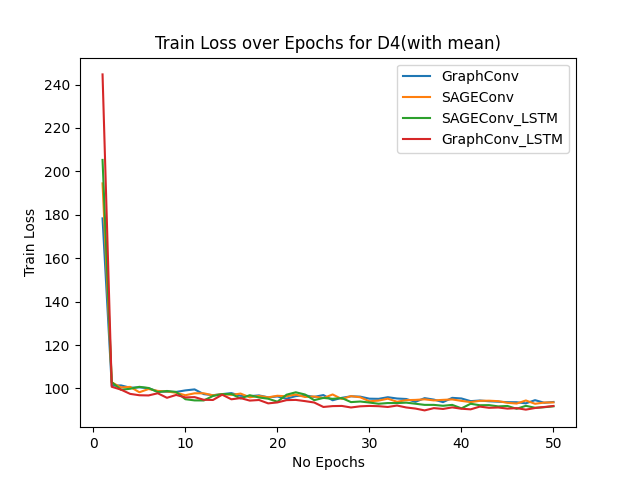 Train Loss over Epochs for D4(with mean)
GraphConv
SAGEConv
SAGEConv_LSTM
GraphConv_LSTM
Train Loss
240
220
200
180
160
140
120
100
0 10 20 30 40 50
No Epochs